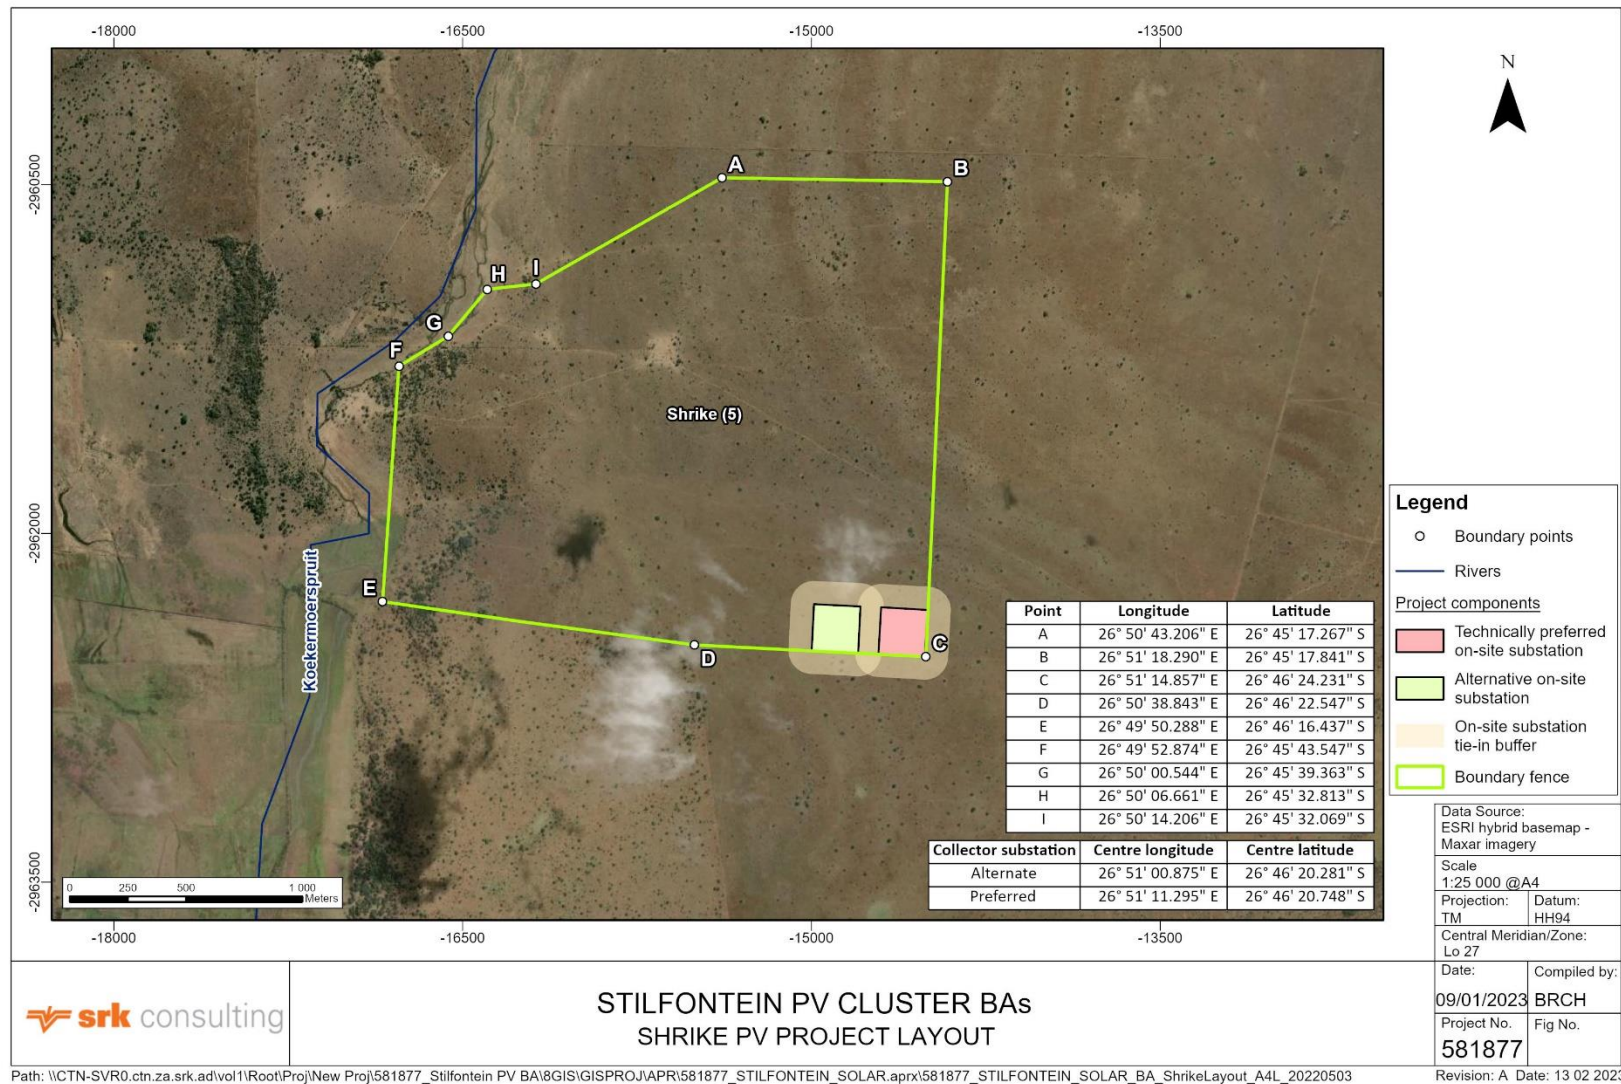 -18000 -16500 -15000 -13500
N
-2960500
-2962000
-2963500
A
B
I
H
G
F
Shrike (5)
E
D
C
Koekermoerspruit
Point Longitude Latitude
A 26° 50' 43.206" E 26° 45' 17.267" S
B 26° 51' 18.290" E 26° 45' 17.841" S
C 26° 51' 14.857" E 26° 46' 24.231" S
D 26° 50' 38.843" E 26° 46' 22.547" S
E 26° 49' 50.288" E 26° 46' 16.437" S
F 26° 49' 52.874" E 26° 45' 43.547" S
G 26° 50' 00.544" E 26° 45' 39.363" S
H 26° 50' 06.661" E 26° 45' 32.813" S
I 26° 50' 14.206" E 26° 45' 32.069" S
Collector substation Centre longitude Centre latitude
Alternate 26° 51' 00.875" E 26° 46' 20.281" S
Preferred 26° 51' 11.295" E 26° 46' 20.748" S
0 250 500 1 000
Meters
-18000 -16500 -15000 -13500
Legend
Boundary points
Rivers
Project components
Technically preferred
on-site substation
Alternative on-site
substation
On-site substation
tie-in buffer
Boundary fence
Data Source:
ESRI hybrid basemap -
Maxar imagery
Scale
1:25 000 @A4
Projection: Datum:
TM HH94
Central Meridian/Zone:
Lo 27
Date: Compiled by:
09/01/2023 BRCH
Project No. Fig No.
581877
srk consulting
STILFONTEIN PV CLUSTER BAs
SHRIKE PV PROJECT LAYOUT
Path: \\CTN-SVR0.ctn.za.srk.ad\vol1\Root\Proj\New Proj\581877_Stilfontein PV BA\8GIS\GISPROJ\APR\581877_STILFONTEIN_SOLAR.aprx\581877_STILFONTEIN_SOLAR_BA_ShrikeLayout_A4L_20220503
Revision: A Date: 13 02 202